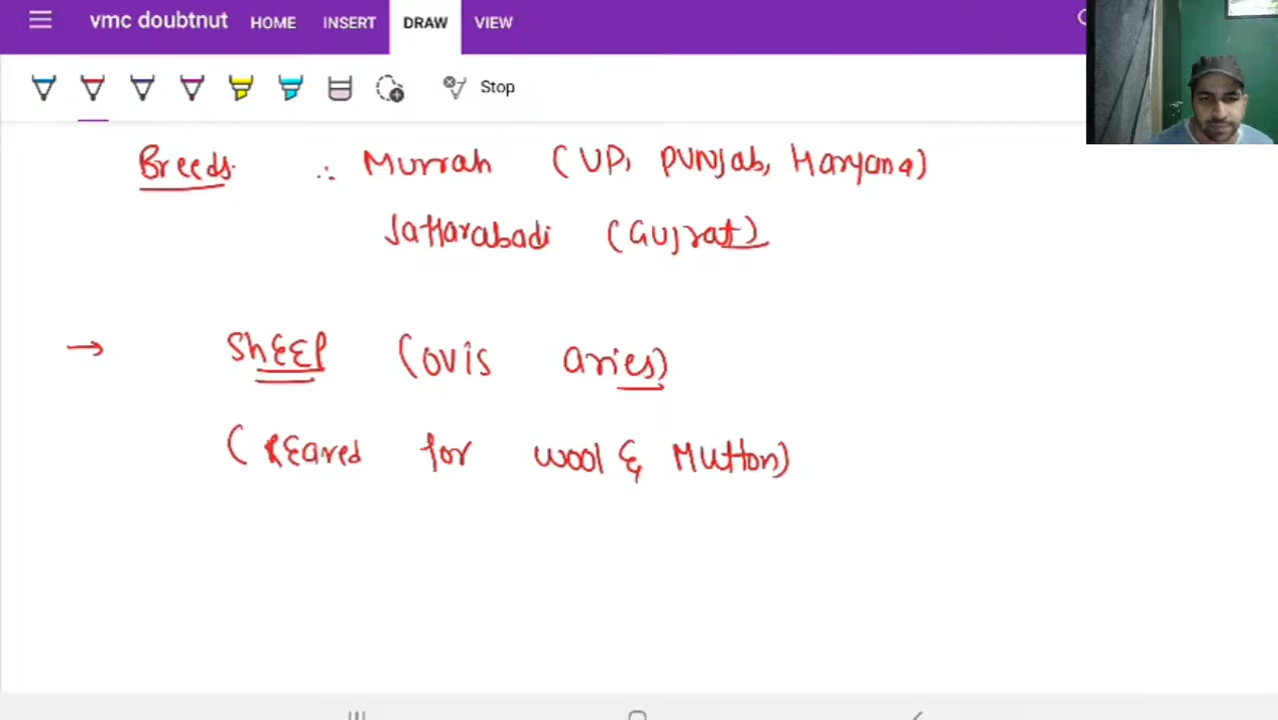 vmc doubtnut HOME INSERT DRAW VIEW
Stop
Breeds ∴ Murrah (UP, PUNjab, Haryana)
Jaffarabadi (Gujrat)
→ ShEEP (ovis aries)
(REared for wool & Mutton)